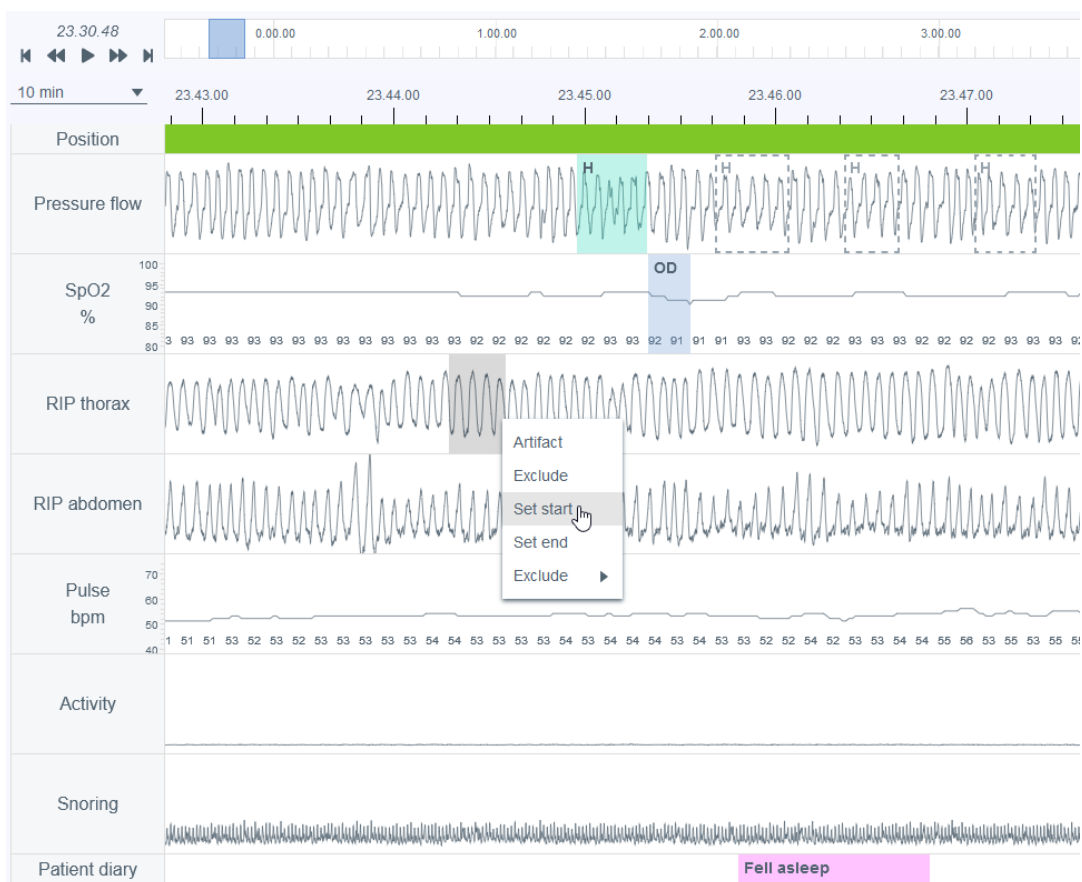 23.30.48
0.00.00 1.00.00 2.00.00 3.00.00
10 min
23.43.00 23.44.00 23.45.00 23.46.00 23.47.00
Position
Pressure flow
H H H H
SpO2
%
100
95
90
85
80
OD
3 93 93 93 93 93 93 93 93 93 93 93 93 93 92 92 92 93 92 92 93 93 92 91 91 91 93 93 92 92 92 93 93 92 92 92 92 92 93 93 93
RIP thorax
Artifact
Exclude
Set start
Set end
Exclude
RIP abdomen
Pulse
bpm
70
60
50
40
1 51 51 53 52 53 52 53 53 53 53 53 54 54 53 53 53 53 54 53 54 54 53 54 53 52 52 54 52 53 53 54 54 55 56 53 55 53 55
Activity
Snoring
Patient diary
Fell asleep